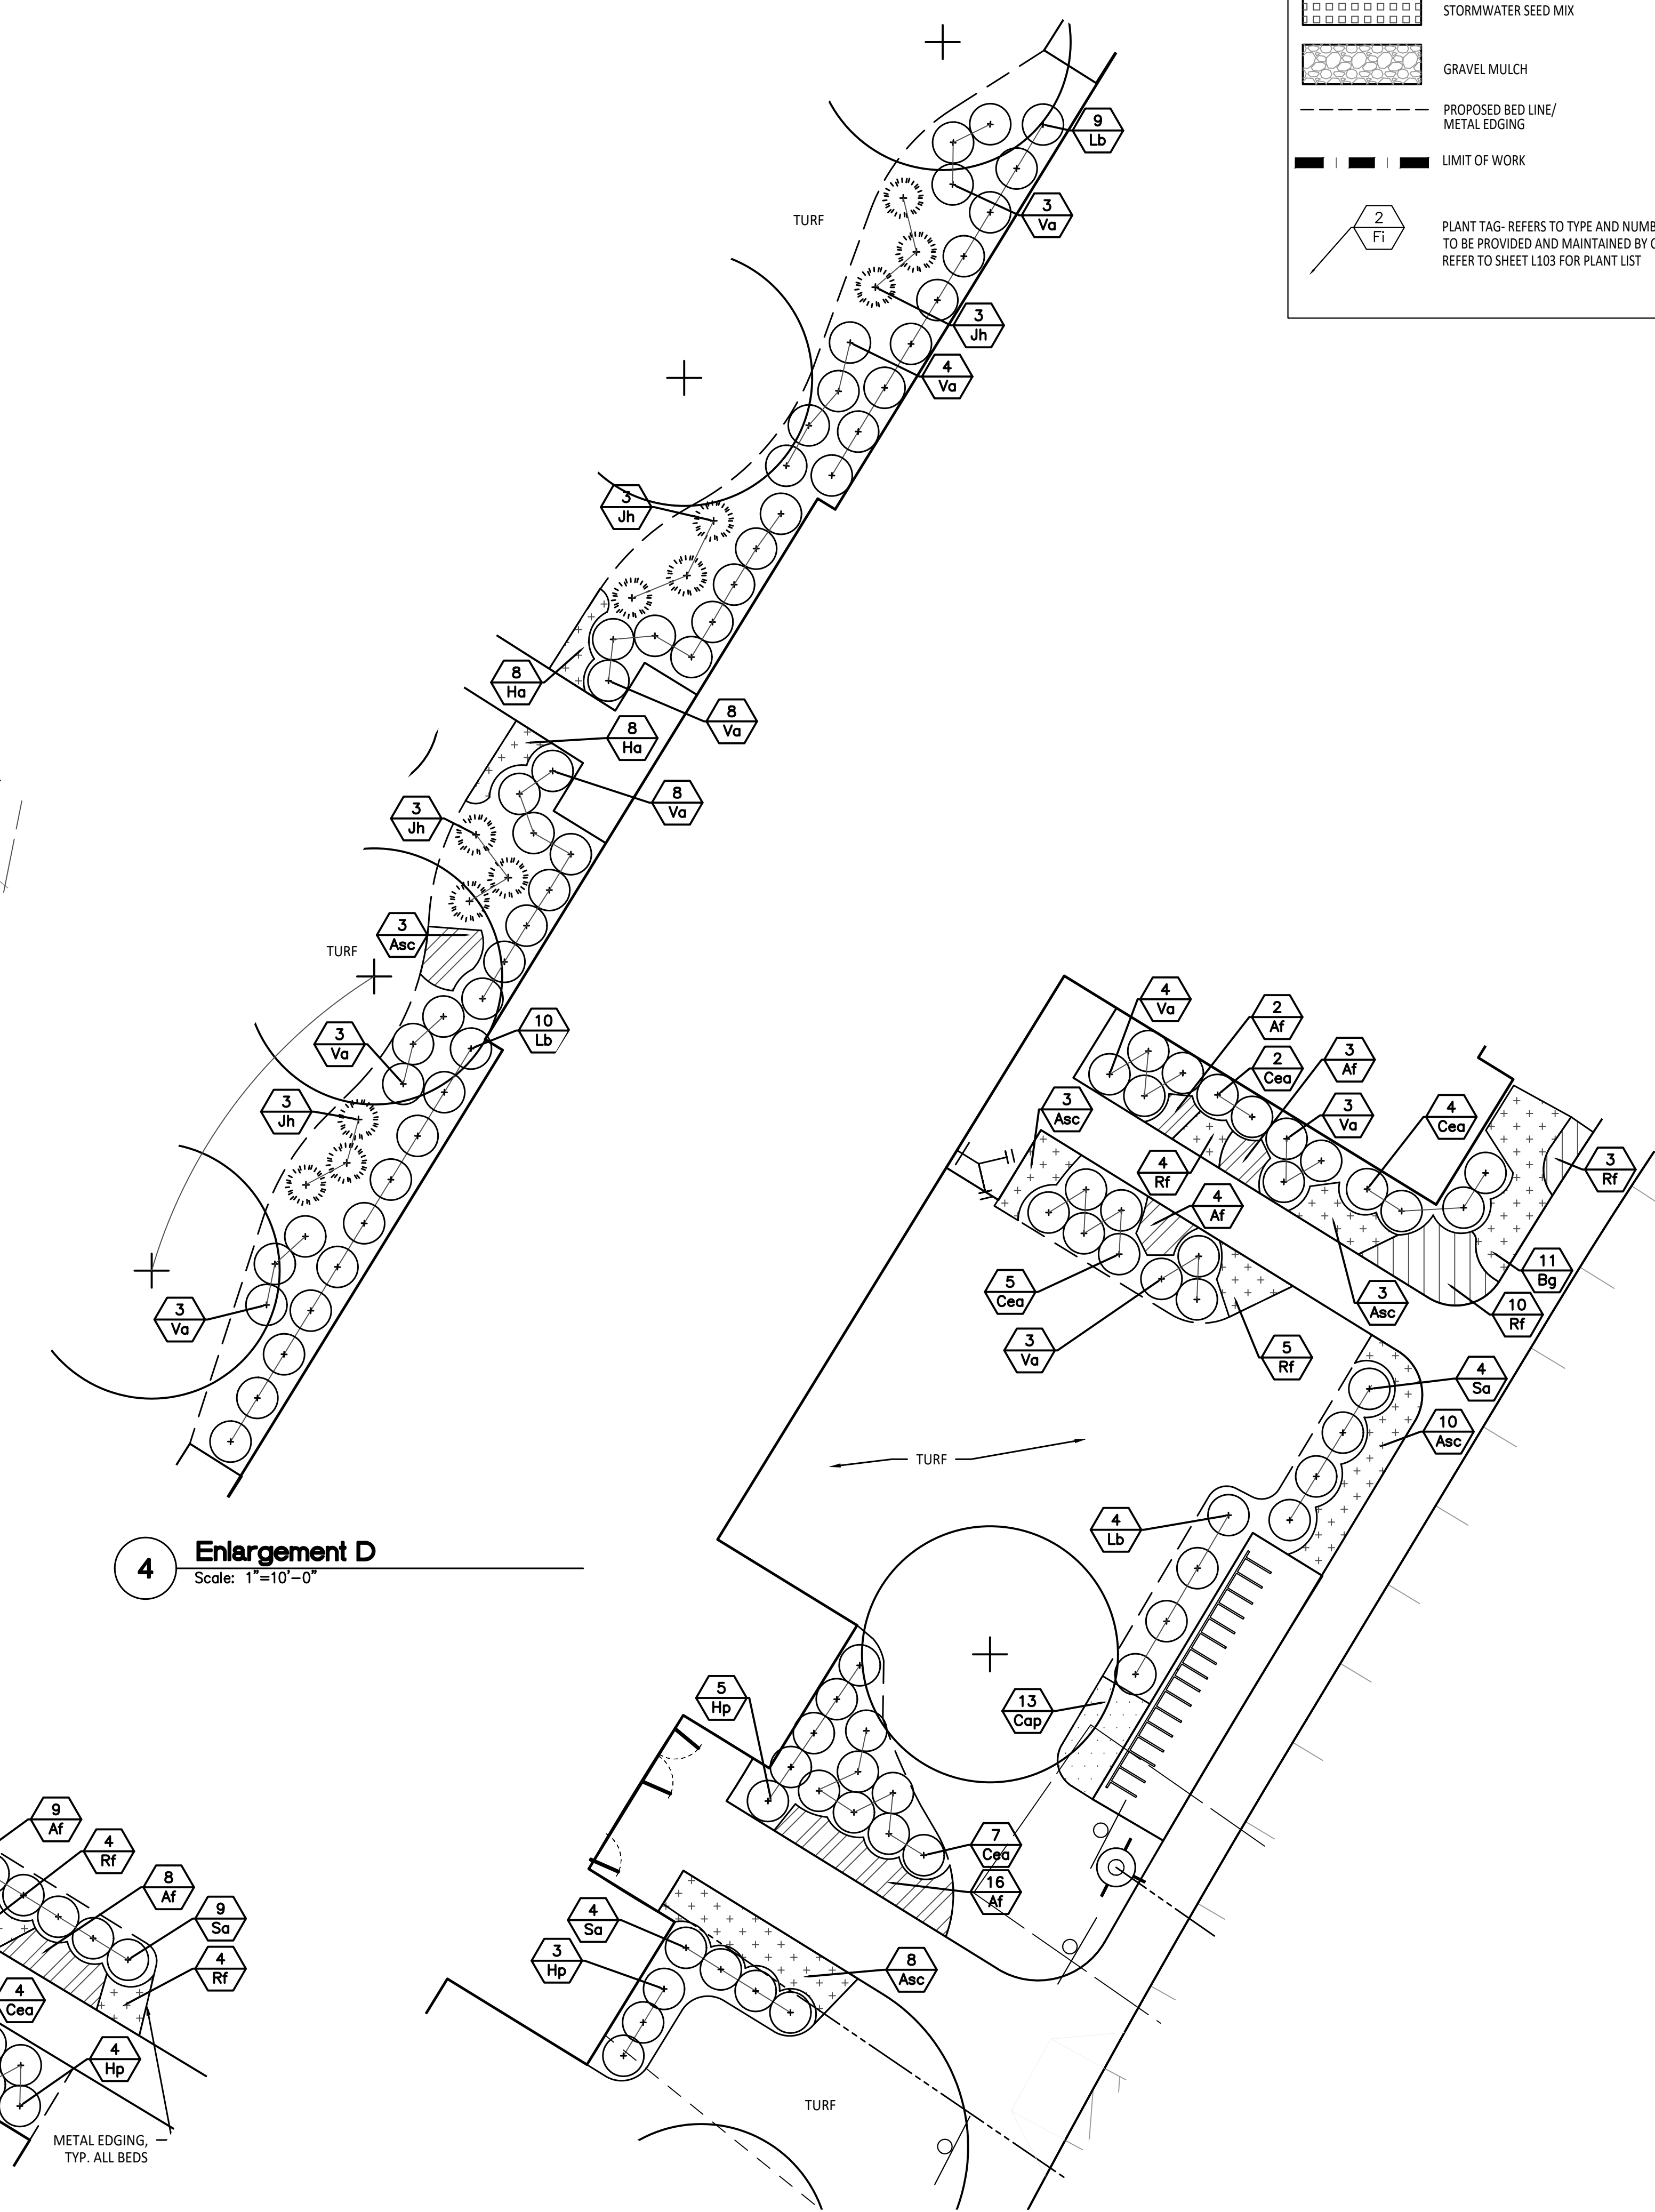 STORMWATER SEED MIX
GRAVEL MULCH
PROPOSED BED LINE/
METAL EDGING
LIMIT OF WORK
2
Fi
PLANT TAG- REFERS TO TYPE AND
TO BE PROVIDED AND MAINTAINED BY
REFER TO SHEET L103 FOR PLANT LIST
9
Lb
TURF
3
Va
3
Jh
4
Va
3
Jh
8
Ha
8
Va
8
Ha
8
Va
3
Jh
3
Asc
TURF
10
Lb
3
Va
3
Jh
3
Va
4
Enlargement D
Scale: 1"=10'-0"
4
Va
2
Af
2
Cea
3
Af
3
Asc
3
Va
4
Cea
4
Rf
3
Rf
4
Af
11
Bg
5
Cea
3
Asc
10
Rf
3
Va
5
Rf
4
Sa
10
Asc
TURF
4
Lb
5
Hp
13
Cap
7
Cea
16
Af
4
Sa
3
Hp
8
Asc
TURF
9
Af
4
Rf
8
Af
9
Sa
4
Rf
4
Cea
4
Hp
METAL EDGING,
TYP. ALL BEDS